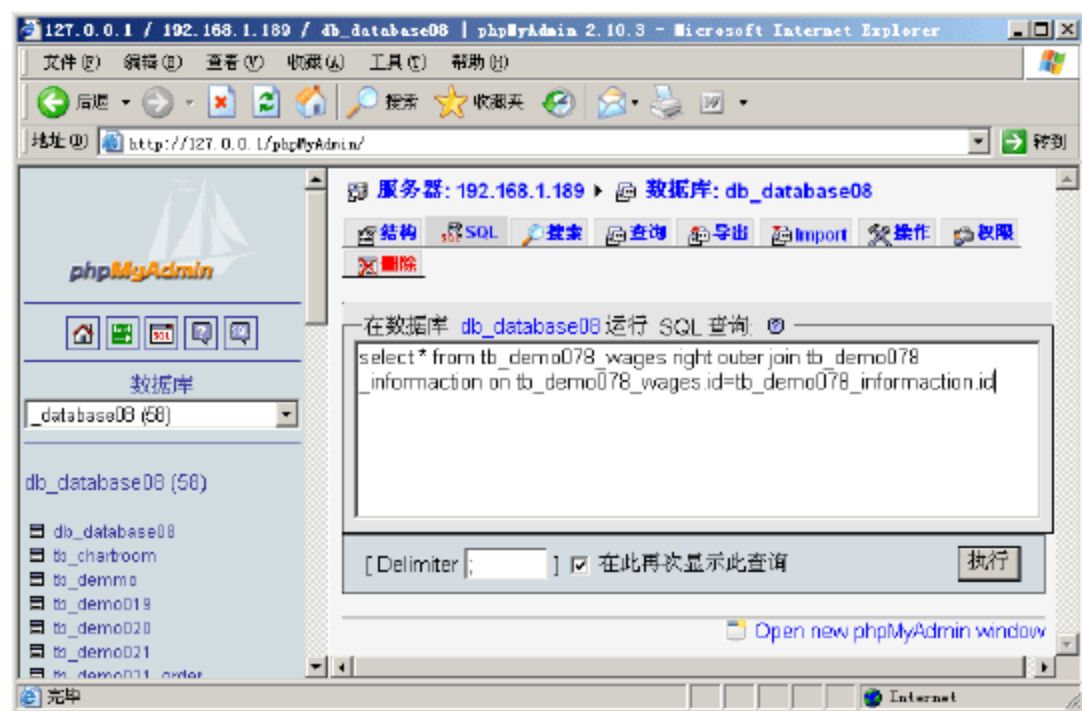 127.0.0.1 / 192.168.1.189 / db_database08 | phpMyAdmin 2.10.3 - Microsoft Internet Explorer
文件(F) 编辑(E) 查看(V) 收藏(A) 工具(T) 帮助(H)
后退 搜索 收藏夹
地址(D) http://127.0.0.1/phpMyAdmin/ 转到
phpMyAdmin
数据库
_database08 (58)
db_database08 (58)
db_database08
tb_chartroom
tb_demmo
tb_demo019
tb_demo020
tb_demo021
tb_demo021_order
服务器: 192.168.1.189 ▸ 数据库: db_database08
结构 SQL 搜索 查询 导出 Import 操作 权限
删除
在数据库 db_database08 运行 SQL 查询:
select * from tb_demo078_wages right outer join tb_demo078
_informaction on tb_demo078_wages.id=tb_demo078_informaction.id
[ Delimiter ; ] 在此再次显示此查询 执行
Open new phpMyAdmin window
完毕 Internet